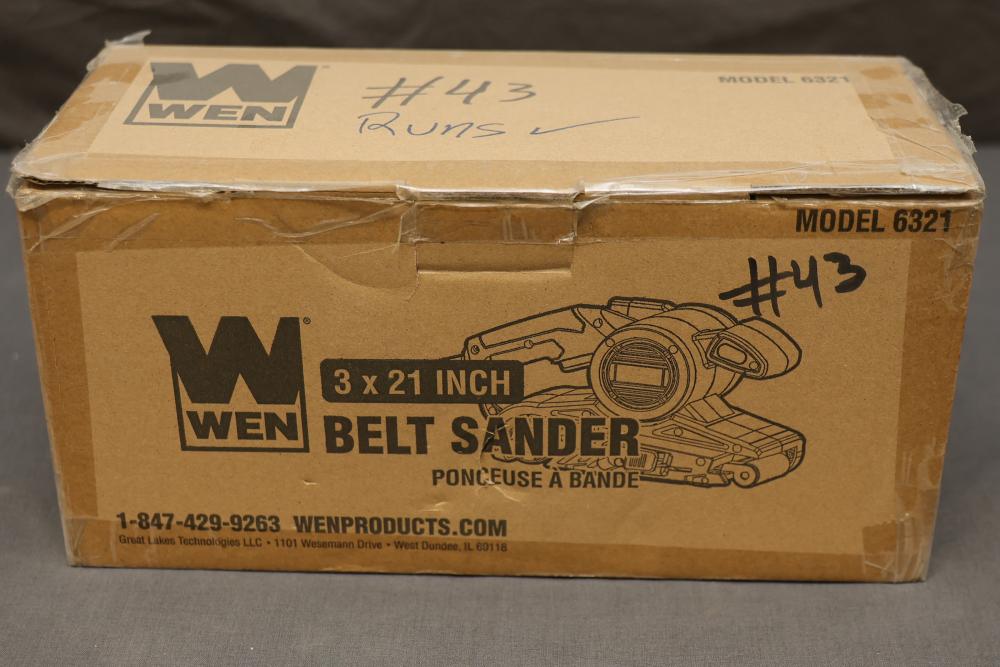 WEN
#43
Runs ✓
MODEL 6321
MODEL 6321
#43
WEN
3 x 21 INCH
BELT SANDER
PONCEUSE À BANDE
1-847-429-9263 WENPRODUCTS.COM
Great Lakes Technologies LLC • 1101 Wesemann Drive • West Dundee, IL 60118